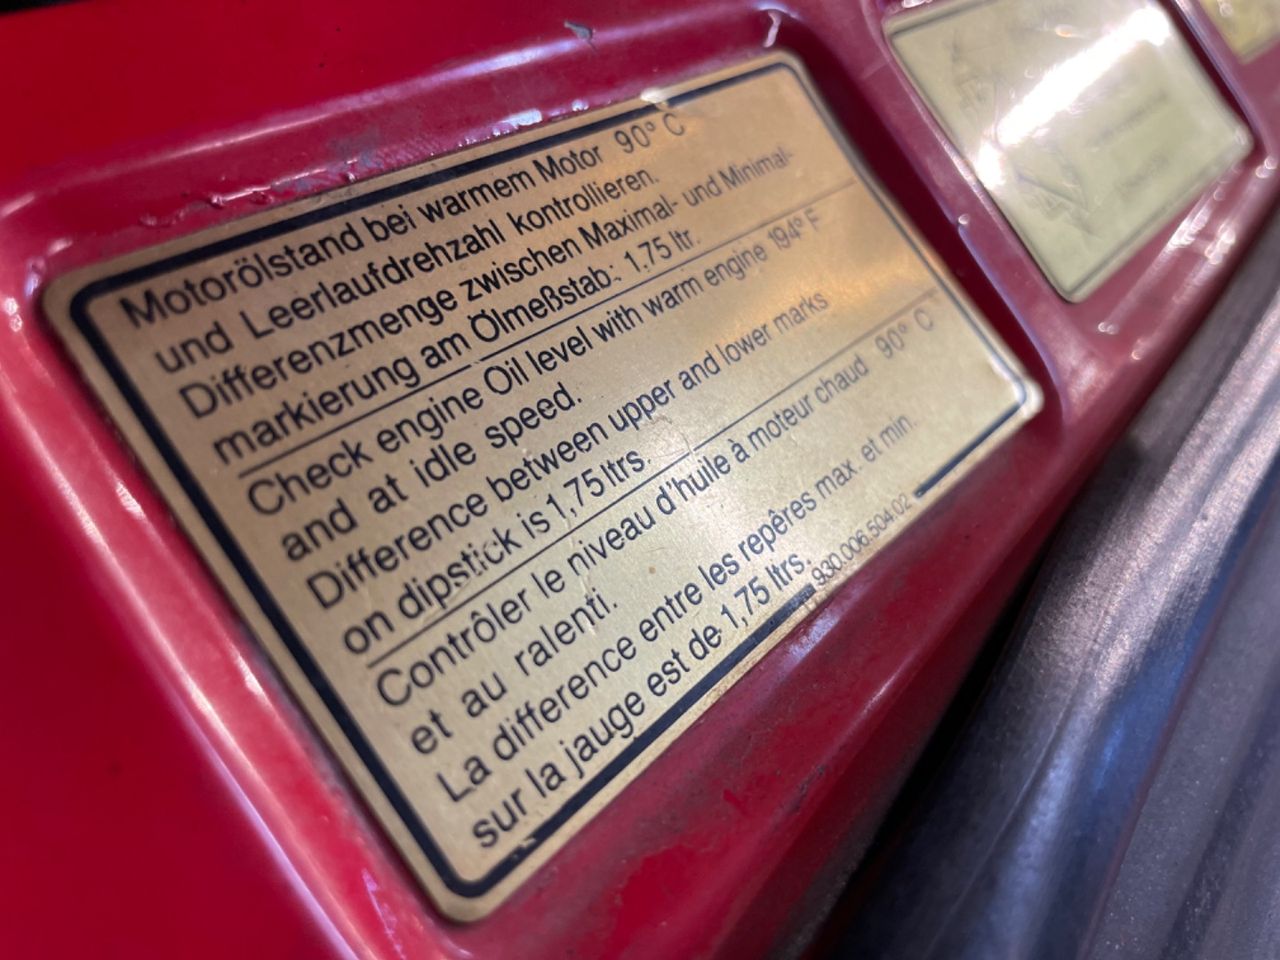 Motorölstand bei warmem Motor 90° C
und Leerlaufdrehzahl kontrollieren.
Differenzmenge zwischen Maximal- und Minimal-
markierung am Ölmeßstab: 1,75 ltr.
Check engine Oil level with warm engine 194° F
and at idle speed.
Difference between upper and lower marks
on dipstick is 1,75 ltrs.
Contrôler le niveau d'huile à moteur chaud 90° C
et au ralenti.
La difference entre les repêres max. et min.
sur la jauge est de 1,75 ltrs.
930.006.504.02